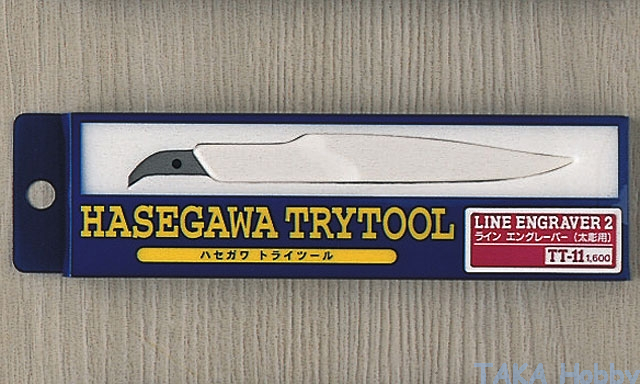 HASEGAWA TRYTOOL
ハセガワ トライツール
LINE ENGRAVER 2
ライン エングレーバー (太彫用)
TT-11 1,600
TAKA Hobby